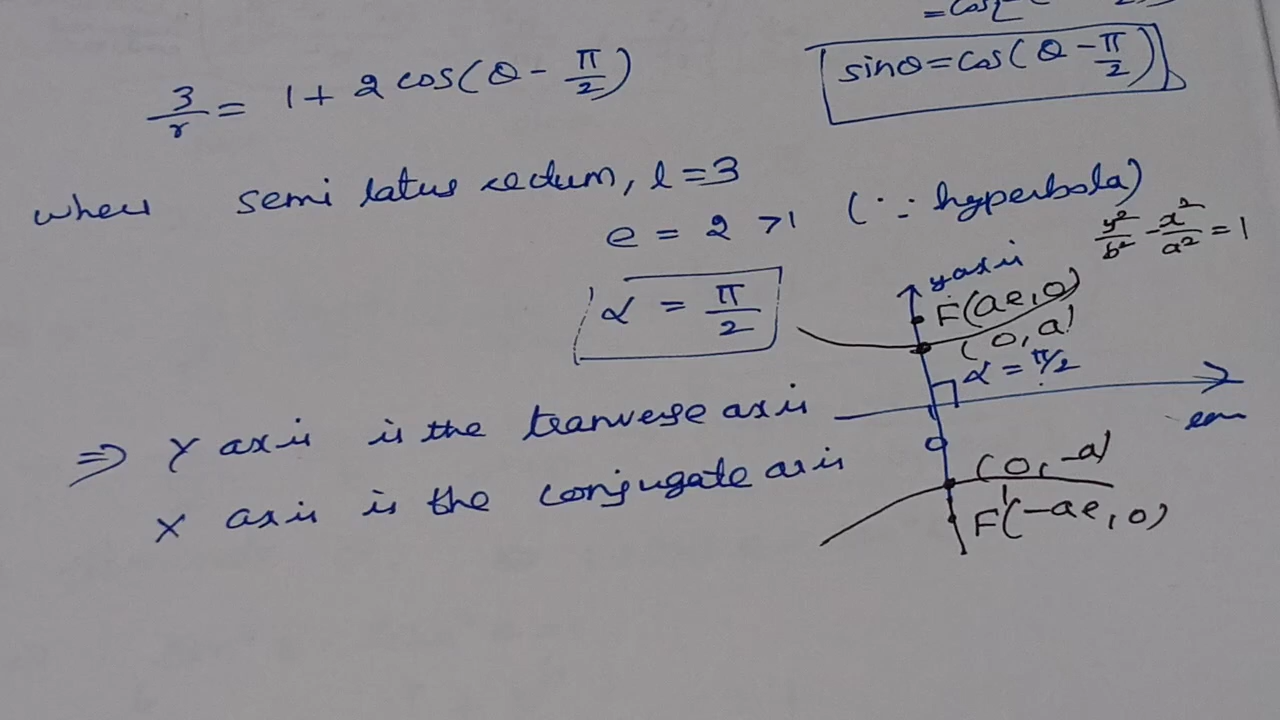 = cos(
sinθ = cos(θ - π/2)
3/r = 1 + 2 cos(θ - π/2)
where semi latus rectum, l = 3
e = 2 >1 (∵ hyperbola)
y²/b² - x²/a² = 1
α = π/2
y axis
F(ae, 0)
(0, a)
α = π/2
⇒ Y axis is the tranverse axis
X axis is the conjugate axis
(0, -a)
F'(-ae, 0)